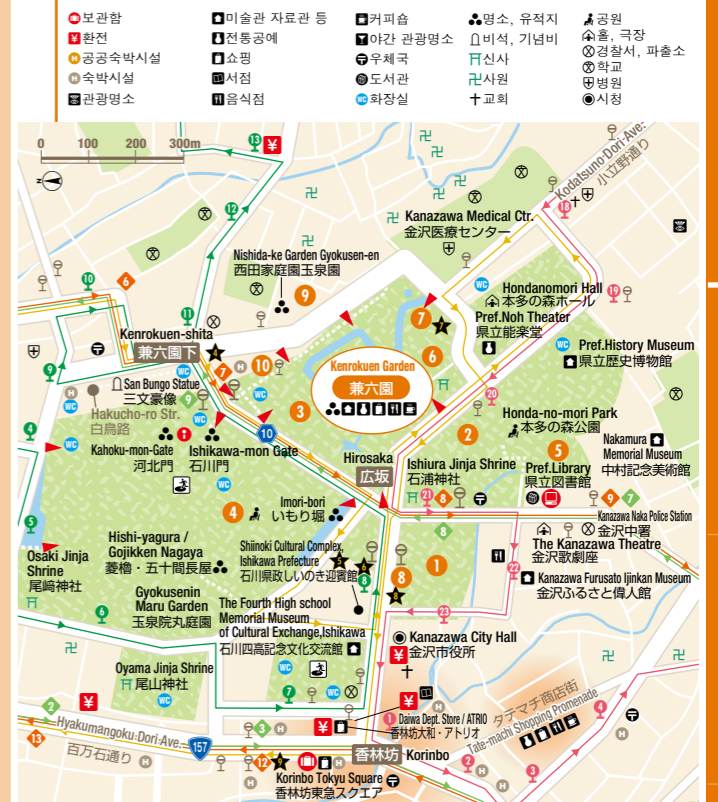 보관함
환전
공공숙박시설
숙박시설
관광명소
미술관 자료관 등
전통공예
쇼핑
서점
음식점
커피숍
야간 관광명소
우체국
도서관
화장실
명소, 유적지
비석, 기념비
신사
사원
교회
공원
홀, 극장
경찰서, 파출소
학교
병원
시청
0 100 200 300m
N
Kodatsuno-Dori-Ave.
小立野通り
Kanazawa Medical Ctr.
金沢医療センター
Nishida-ke Garden Gyokusen-en
西田家庭園玉泉園
Hondanomori Hall
本多の森ホール
Pref.Noh Theater
県立能楽堂
Kenrokuen-shita
兼六園下
Pref.History Museum
県立歴史博物館
Kenrokuen Garden
兼六園
San Bungo Statue
三文豪像
Hakucho-ro Str.
白鳥路
Honda-no-mori Park
本多の森公園
Kahoku-mon-Gate
河北門
Ishikawa-mon Gate
石川門
Hirosaka
広坂
Nakamura
Memorial Museum
中村記念美術館
Ishiura Jinja Shrine
石浦神社
Pref.Library
県立図書館
Imori-bori
いもり堀
Kanazawa Naka Police Station
金沢中署
The Kanazawa Theatre
金沢歌劇座
Hishi-yagura /
Gojikken Nagaya
菱櫓・五十間長屋
Shiinoki Cultural Complex,
Ishikawa Prefecture
石川県政しいのき迎賓館
Osaki Jinja
Shrine
尾﨑神社
Kanazawa Furusato Ijinkan Museum
金沢ふるさと偉人館
Gyokusenin
Maru Garden
玉泉院丸庭園
The Fourth High school
Memorial Museum
of Cultural Exchange,Ishikawa
石川四高記念文化交流館
Kanazawa City Hall
金沢市役所
Oyama Jinja Shrine
尾山神社
Daiwa Dept. Store / ATRIO
香林坊大和・アトリオ
タテマチ商店街
Tate-machi Shopping Promenade
Hyakumangoku-Dori-Ave.
百万石通り
157
香林坊 Korinbo
Korinbo Tokyu Square
香林坊東急スクエア